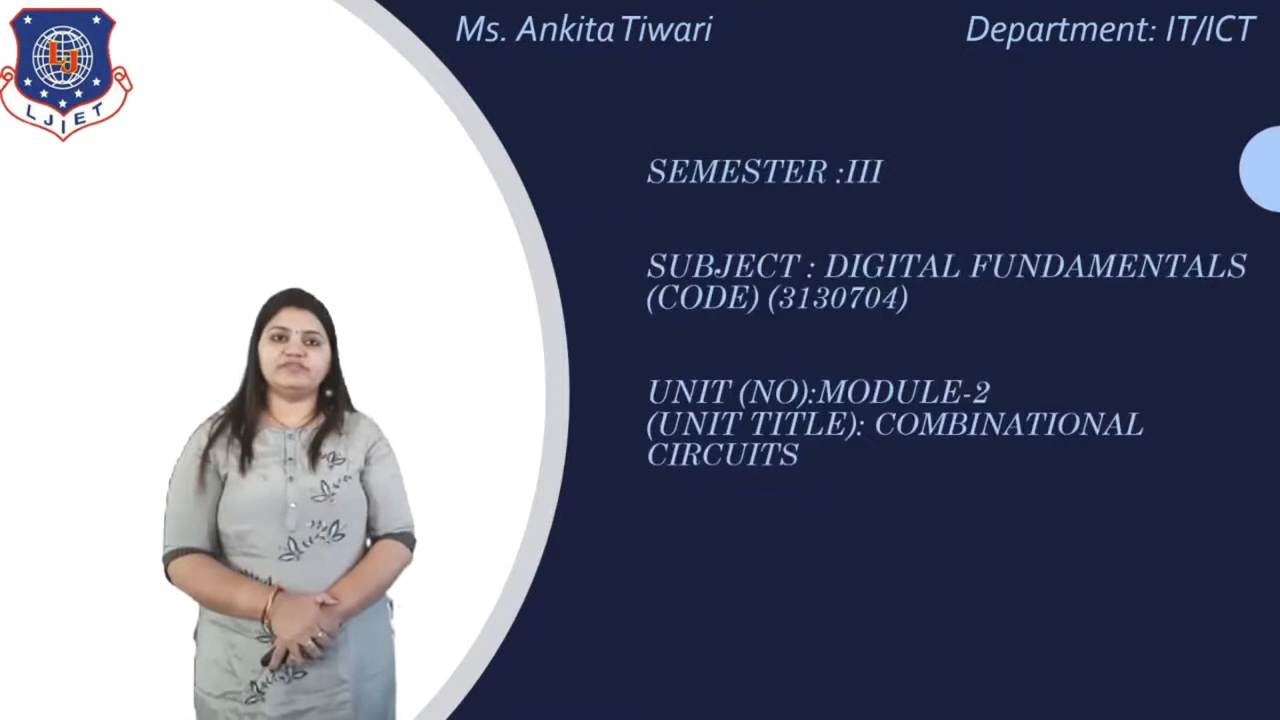 LJ
LJIET
Ms. Ankita Tiwari
Department: IT/ICT
SEMESTER :III
SUBJECT : DIGITAL FUNDAMENTALS
(CODE) (3130704)
UNIT (NO):MODULE-2
(UNIT TITLE): COMBINATIONAL
CIRCUITS